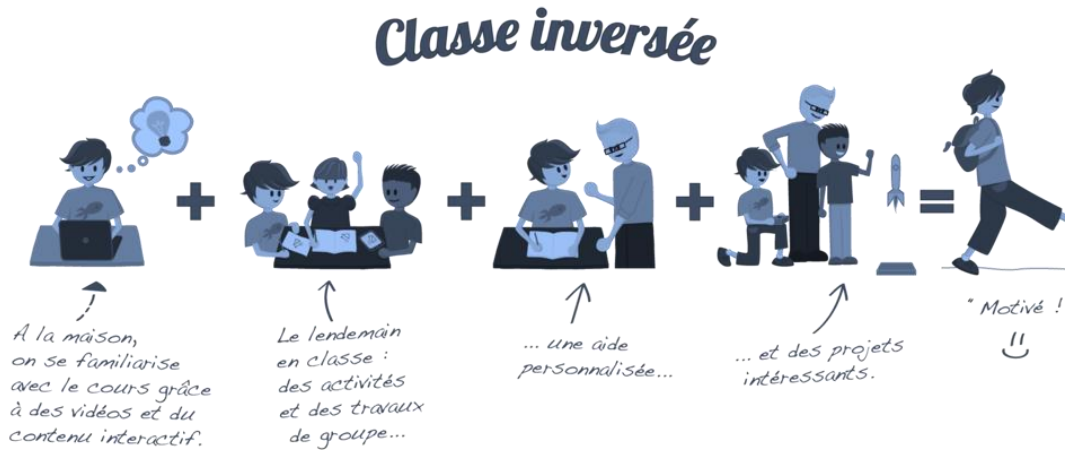 Classe inversée
A la maison,
on se familiarise
avec le cours grâce
à des vidéos et du
contenu interactif.
Le lendemain
en classe :
des activités
et des travaux
de groupe...
... une aide
personnalisée...
... et des projets
intéressants.
" Motivé !